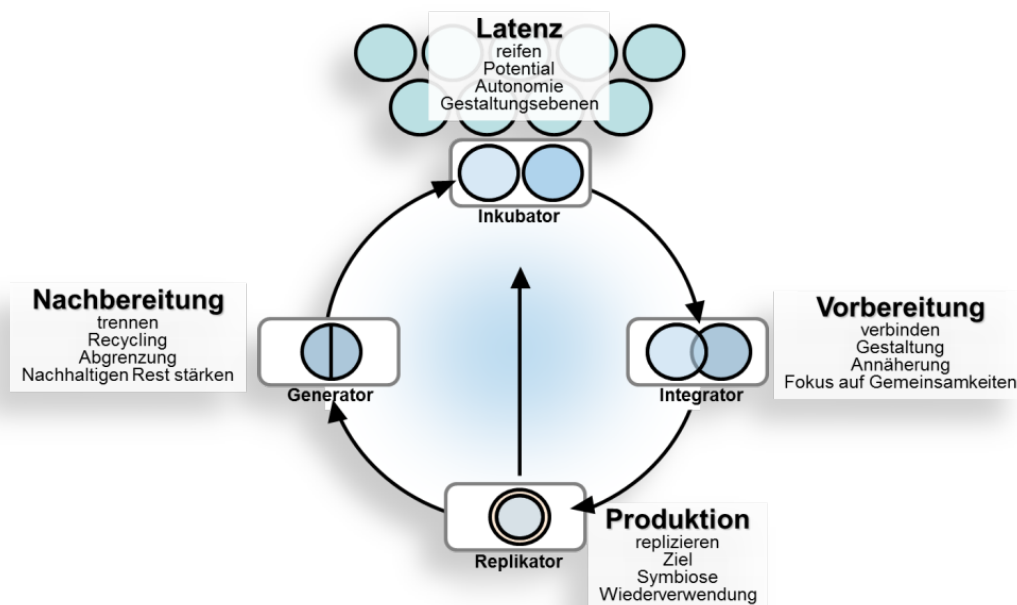 Latenz
reifen
Potential
Autonomie
Gestaltungsebenen
Inkubator
Nachbereitung
trennen
Recycling
Abgrenzung
Nachhaltigen Rest stärken
Generator
Vorbereitung
verbinden
Gestaltung
Annäherung
Fokus auf Gemeinsamkeiten
Integrator
Produktion
replizieren
Ziel
Symbiose
Wiederverwendung
Replikator